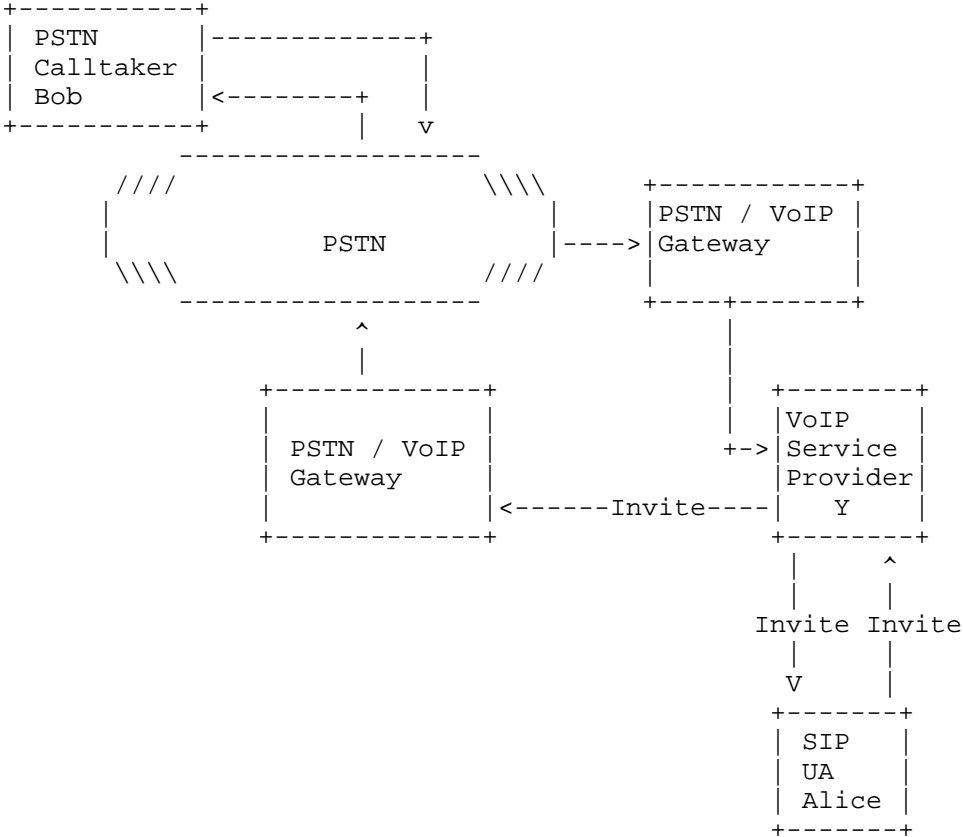 PSTN
Calltaker
Bob
v
PSTN / VoIP
PSTN
Gateway
VoIP
PSTN / VoIP
Service
Gateway
Provider
Invite
Y
Invite Invite
V
SIP
UA
Alice